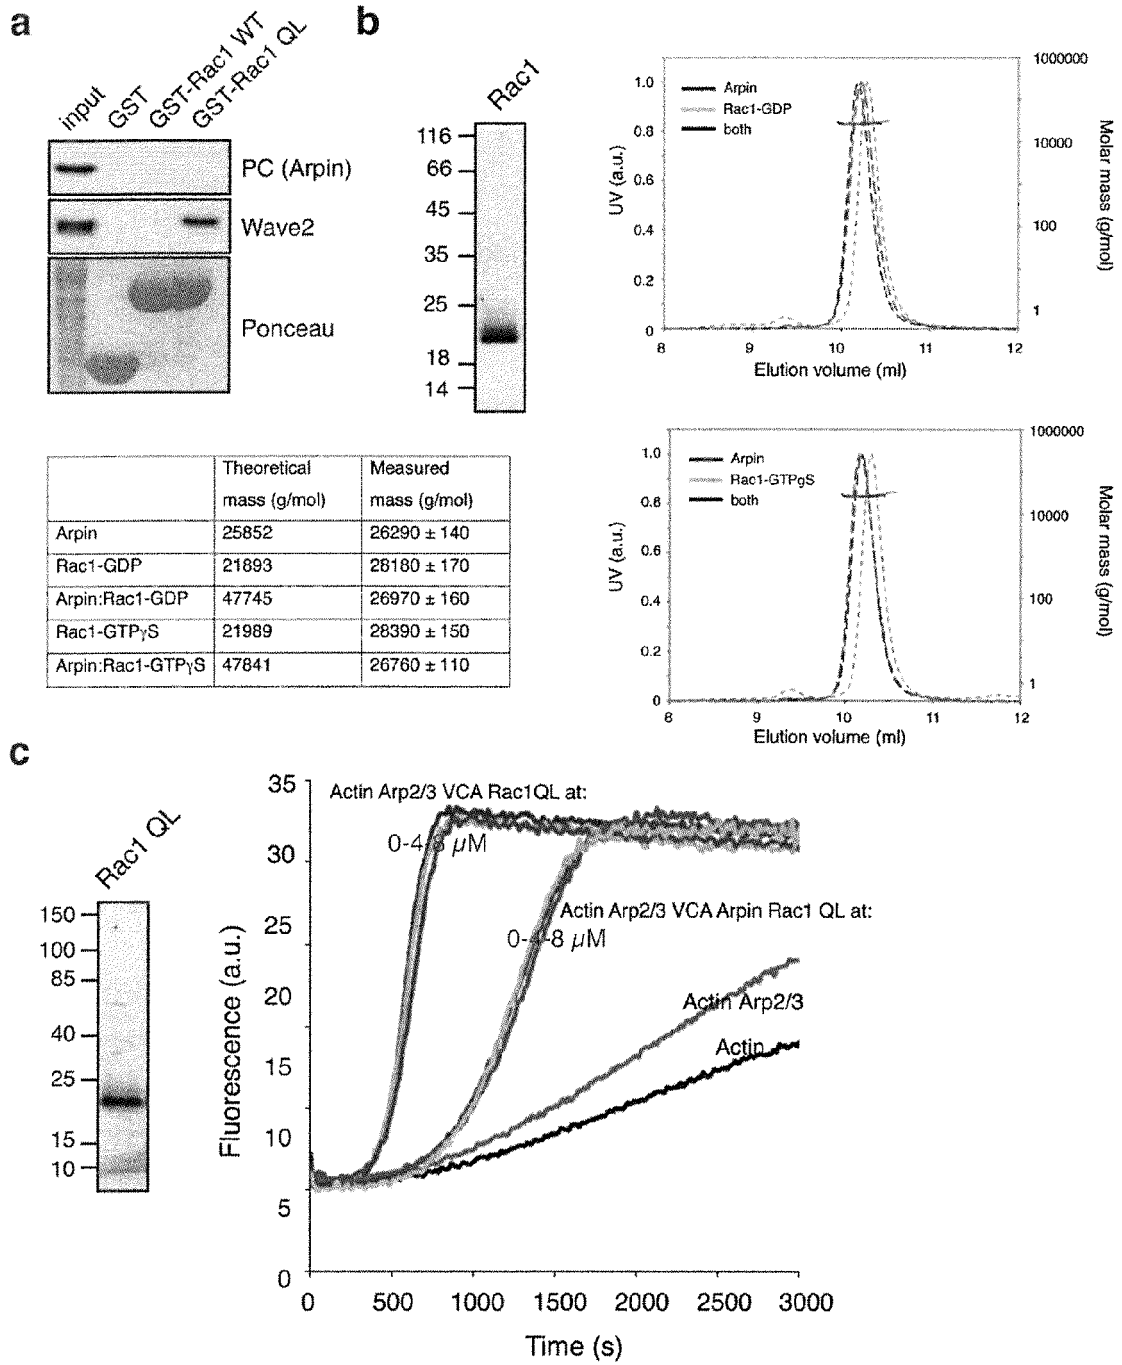 a
input
GST
GST-Rac1 WT
GST-Rac1 QL
PC (Arpin)
Wave2
Ponceau
b
Rac1
116
66
45
35
25
18
14
1.0
0.8
0.6
0.4
0.2
0
Arpin
Rac1-GDP
both
UV (a.u.)
8 9 10 11 12
Elution volume (ml)
1000000
10000
100
1
Molar mass (g/mol)
1.0
0.8
0.6
0.4
0.2
0
Arpin
Rac1-GTPgS
both
UV (a.u.)
8 9 10 11 12
Elution volume (ml)
1000000
10000
100
1
Molar mass (g/mol)
Theoretical mass (g/mol) Measured mass (g/mol)
Arpin 25852 26290 ± 140
Rac1-GDP 21893 28180 ± 170
Arpin:Rac1-GDP 47745 26970 ± 160
Rac1-GTPγS 21989 28390 ± 150
Arpin:Rac1-GTPγS 47841 26760 ± 110
c
Rac1 QL
150
100
85
40
25
15
10
35
30
25
20
15
10
5
0
Fluorescence (a.u.)
Actin Arp2/3 VCA Rac1QL at:
0-4-8 µM
Actin Arp2/3 VCA Arpin Rac1 QL at:
0-4-8 µM
Actin Arp2/3
Actin
0 500 1000 1500 2000 2500 3000
Time (s)